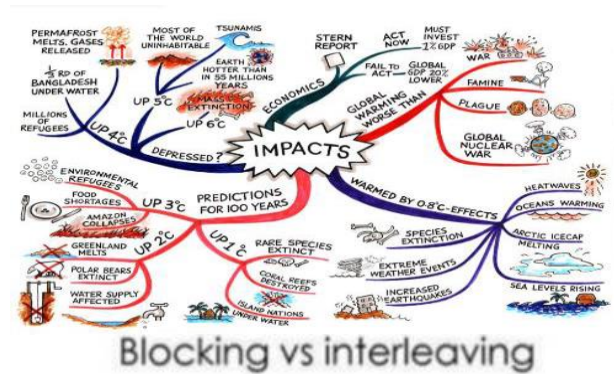 PERMAFROST
MELTS, GASES
RELEASED
1/3 RD OF
BANGLADESH
UNDER WATER
MILLIONS OF
REFUGEES
UP 4°C
MOST OF
THE WORLD
UNINHABITABLE
TSUNAMIS
EARTH
HOTTER THAN
IN 55 MILLIONS
YEARS
UP 5°C
MASS
EXTINCTION
UP 6°C
DEPRESSED?
STERN
REPORT
ACT
NOW
MUST
INVEST
1% GDP
FAIL TO
ACT
GLOBAL
GDP 20%
LOWER
ECONOMICS
GLOBAL
WARMING
WORSE THAN
WAR
FAMINE
PLAGUE
GLOBAL
NUCLEAR
WAR
IMPACTS
PREDICTIONS
FOR 100 YEARS
UP 3°C
ENVIRONMENTAL
REFUGEES
FOOD
SHORTAGES
AMAZON
COLLAPSES
UP 2°C
GREENLAND
MELTS
POLAR BEARS
EXTINCT
WATER SUPPLY
AFFECTED
UP 1°C
RARE SPECIES
EXTINCT
CORAL REEFS
DESTROYED
ISLAND NATIONS
UNDER WATER
WARMED BY 0.8°C-EFFECTS
SPECIES
EXTINCTION
EXTREME
WEATHER EVENTS
INCREASED
EARTHQUAKES
HEATWAVES
OCEANS WARMING
ARCTIC ICECAP
MELTING
SEA LEVELS RISING
Blocking vs interleaving